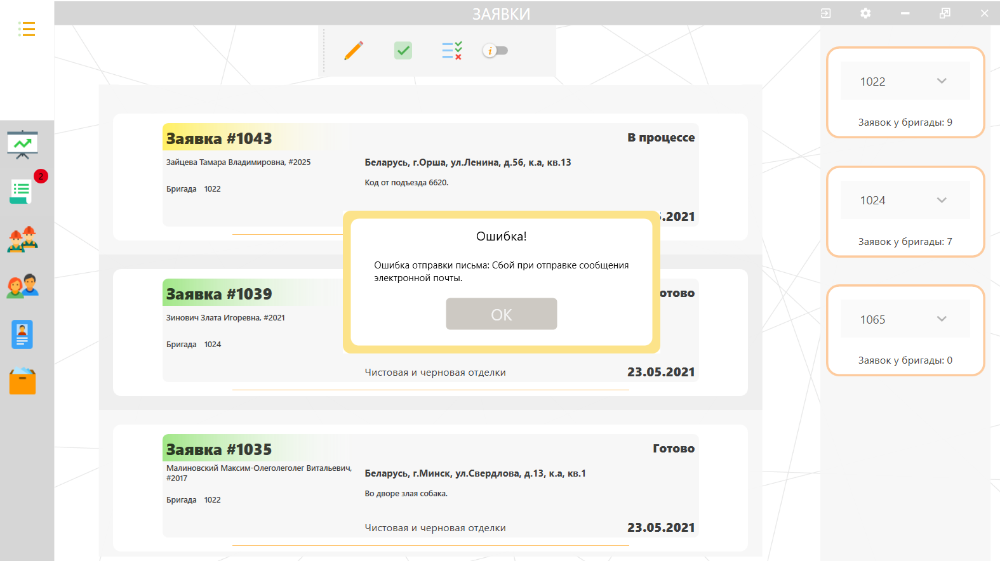 ЗАЯВКИ
2
Заявка #1043
В процессе
Зайцева Тамара Владимировна, #2025
Беларусь, г.Орша, ул.Ленина, д.56, к.а, кв.13
Код от подъезда 6620.
Бригада 1022
.2021
Ошибка!
Ошибка отправки письма: Сбой при отправке сообщения
электронной почты.
ОК
Заявка #1039
отово
Зинович Злата Игоревна, #2021
Бригада 1024
Чистовая и черновая отделки
23.05.2021
Заявка #1035
Готово
Малиновский Максим-Олеголеголег Витальевич,
#2017
Беларусь, г.Минск, ул.Свердлова, д.13, к.а, кв.1
Во дворе злая собака.
Бригада 1022
Чистовая и черновая отделки
23.05.2021
1022
Заявок у бригады: 9
1024
Заявок у бригады: 7
1065
Заявок у бригады: 0